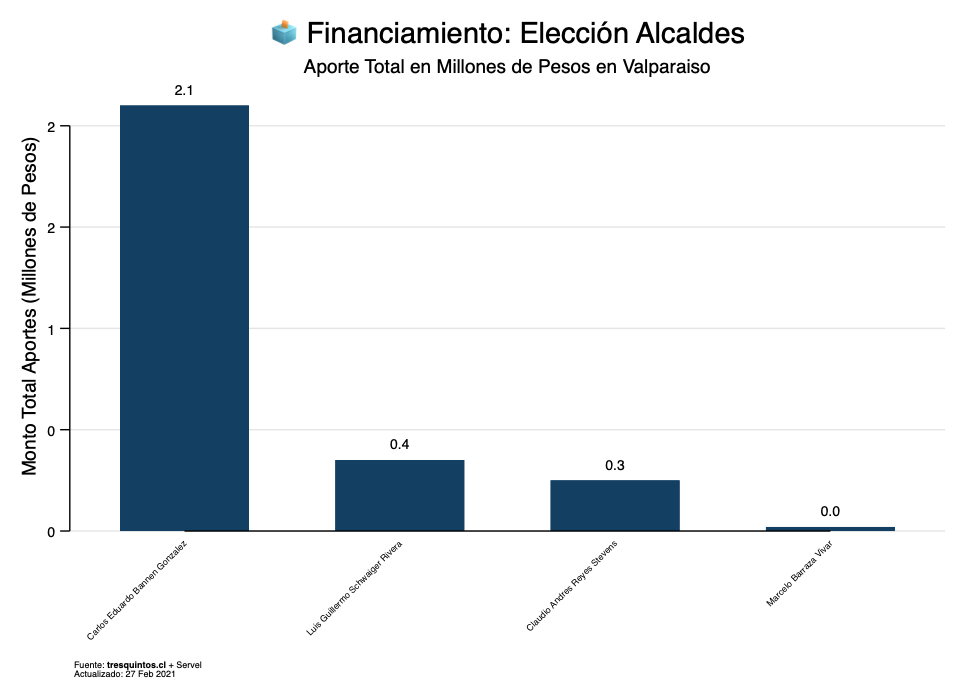 🗳️ Financiamiento: Elección Alcaldes
Aporte Total en Millones de Pesos en Valparaiso
Monto Total Aportes (Millones de Pesos)
2
2
1
0
0
2.1
0.4
0.3
0.0
Carlos Eduardo Bannen Gonzalez
Luis Guillermo Schwaiger Rivera
Claudio Andres Reyes Stevens
Marcelo Barraza Vivar
Fuente: tresquintos.cl + Servel
Actualizado: 27 Feb 2021